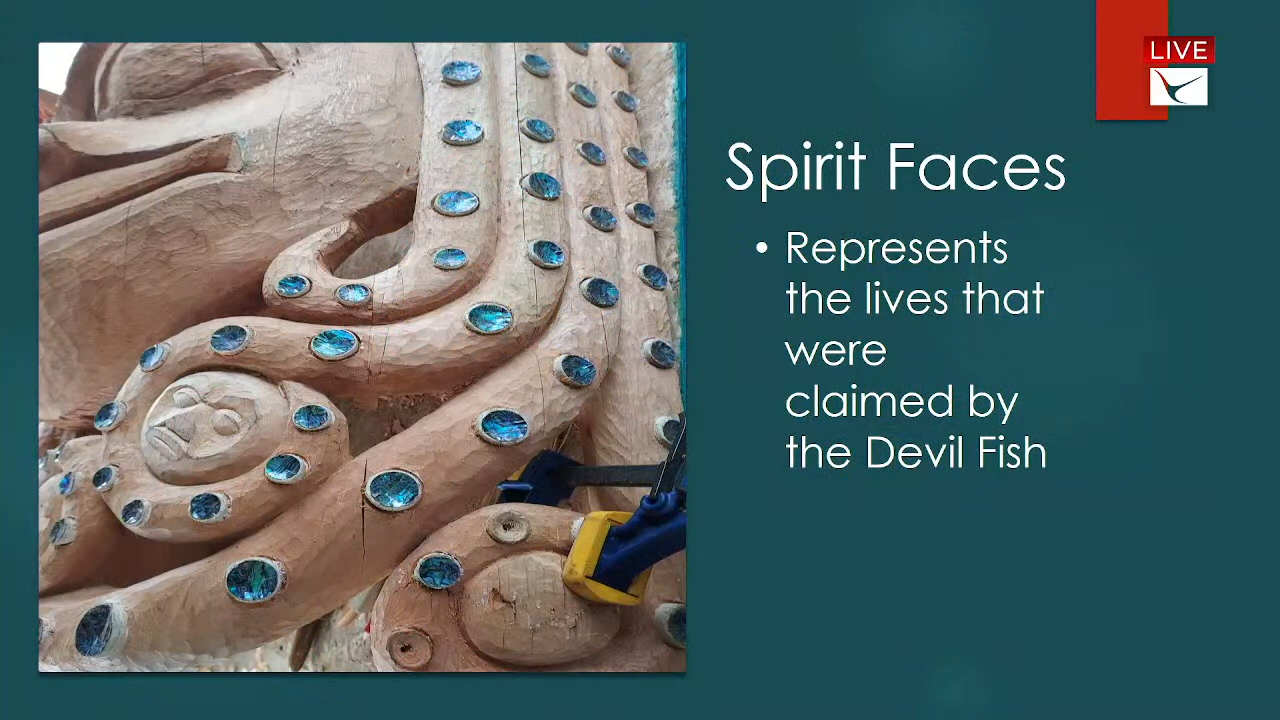 LIVE
Spirit Faces
• Represents
the lives that
were
claimed by
the Devil Fish